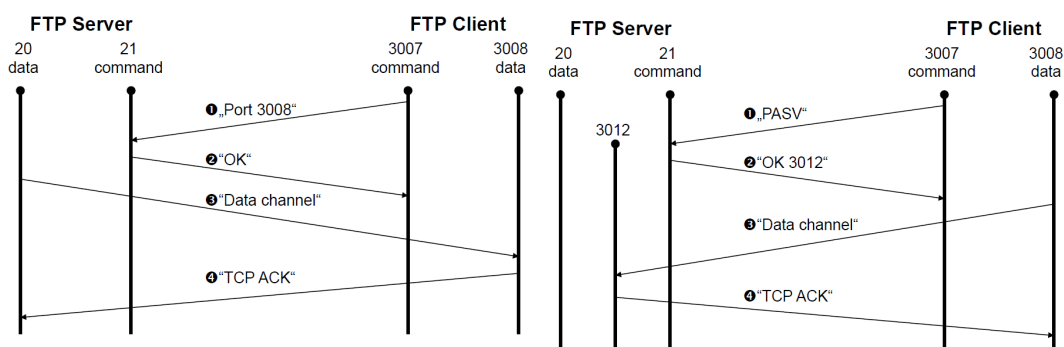 FTP Server
FTP Client
20
data
21
command
3007
command
3008
data
❶„Port 3008“
❷“OK“
❸“Data channel“
❹“TCP ACK“
FTP Server
FTP Client
20
data
21
command
3007
command
3008
data
❶„PASV“
3012
❷“OK 3012“
❸“Data channel“
❹“TCP ACK“